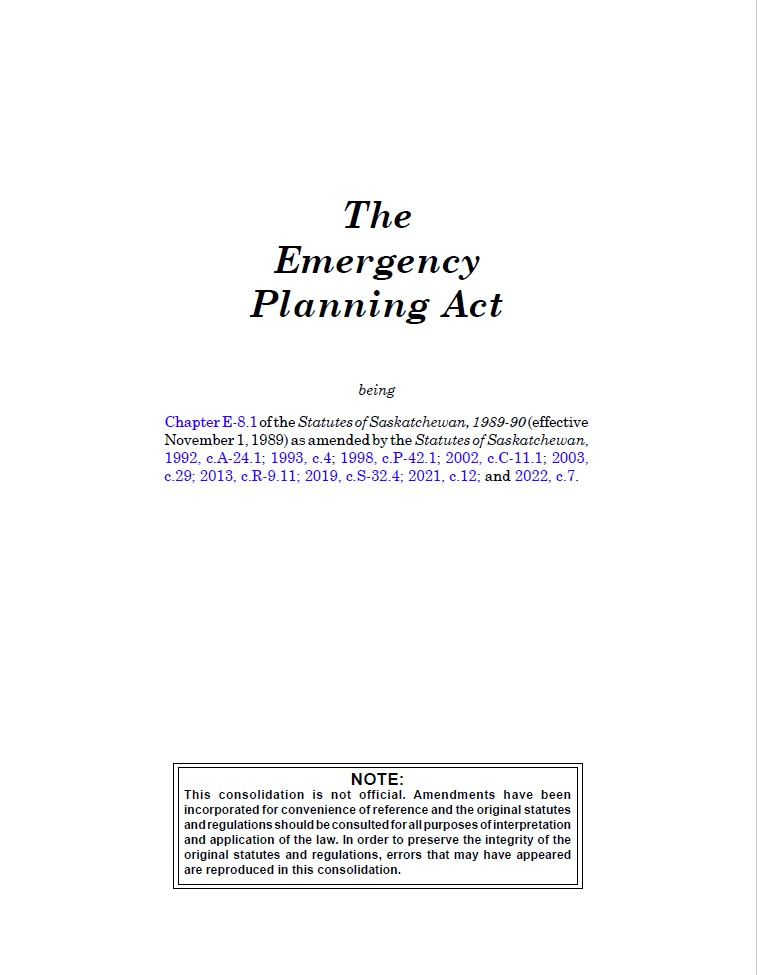 The
Emergency
Planning Act
being
Chapter E-8.1 of the Statutes of Saskatchewan, 1989-90 (effective
November 1, 1989) as amended by the Statutes of Saskatchewan,
1992, c.A-24.1; 1993, c.4; 1998, c.P-42.1; 2002, c.C-11.1; 2003,
c.29; 2013, c.R-9.11; 2019, c.S-32.4; 2021, c.12; and 2022, c.7.
NOTE:
This consolidation is not official. Amendments have been
incorporated for convenience of reference and the original statutes
and regulations should be consulted for all purposes of interpretation
and application of the law. In order to preserve the integrity of the
original statutes and regulations, errors that may have appeared
are reproduced in this consolidation.